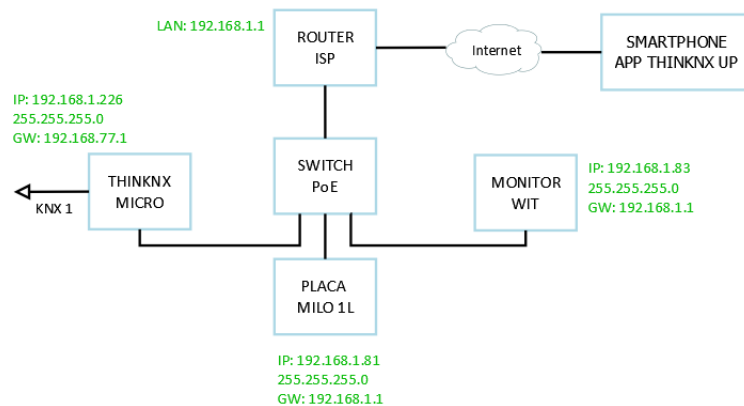 LAN: 192.168.1.1
ROUTER
ISP
Internet
SMARTPHONE
APP THINKNX UP
IP: 192.168.1.226
255.255.255.0
GW: 192.168.77.1
THINKNX
MICRO
KNX 1
SWITCH
PoE
MONITOR
WIT
IP: 192.168.1.83
255.255.255.0
GW: 192.168.1.1
PLACA
MILO 1L
IP: 192.168.1.81
255.255.255.0
GW: 192.168.1.1